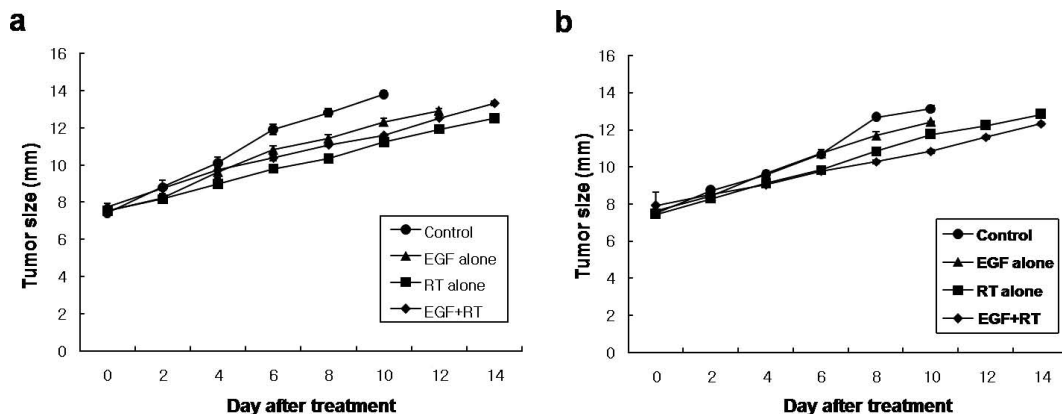 a
Tumor size (mm)
16
14
12
10
8
6
4
2
0
Control
EGF alone
RT alone
EGF+RT
0 2 4 6 8 10 12 14
Day after treatment
b
Tumor size (mm)
16
14
12
10
8
6
4
2
0
Control
EGF alone
RT alone
EGF+RT
0 2 4 6 8 10 12 14
Day after treatment